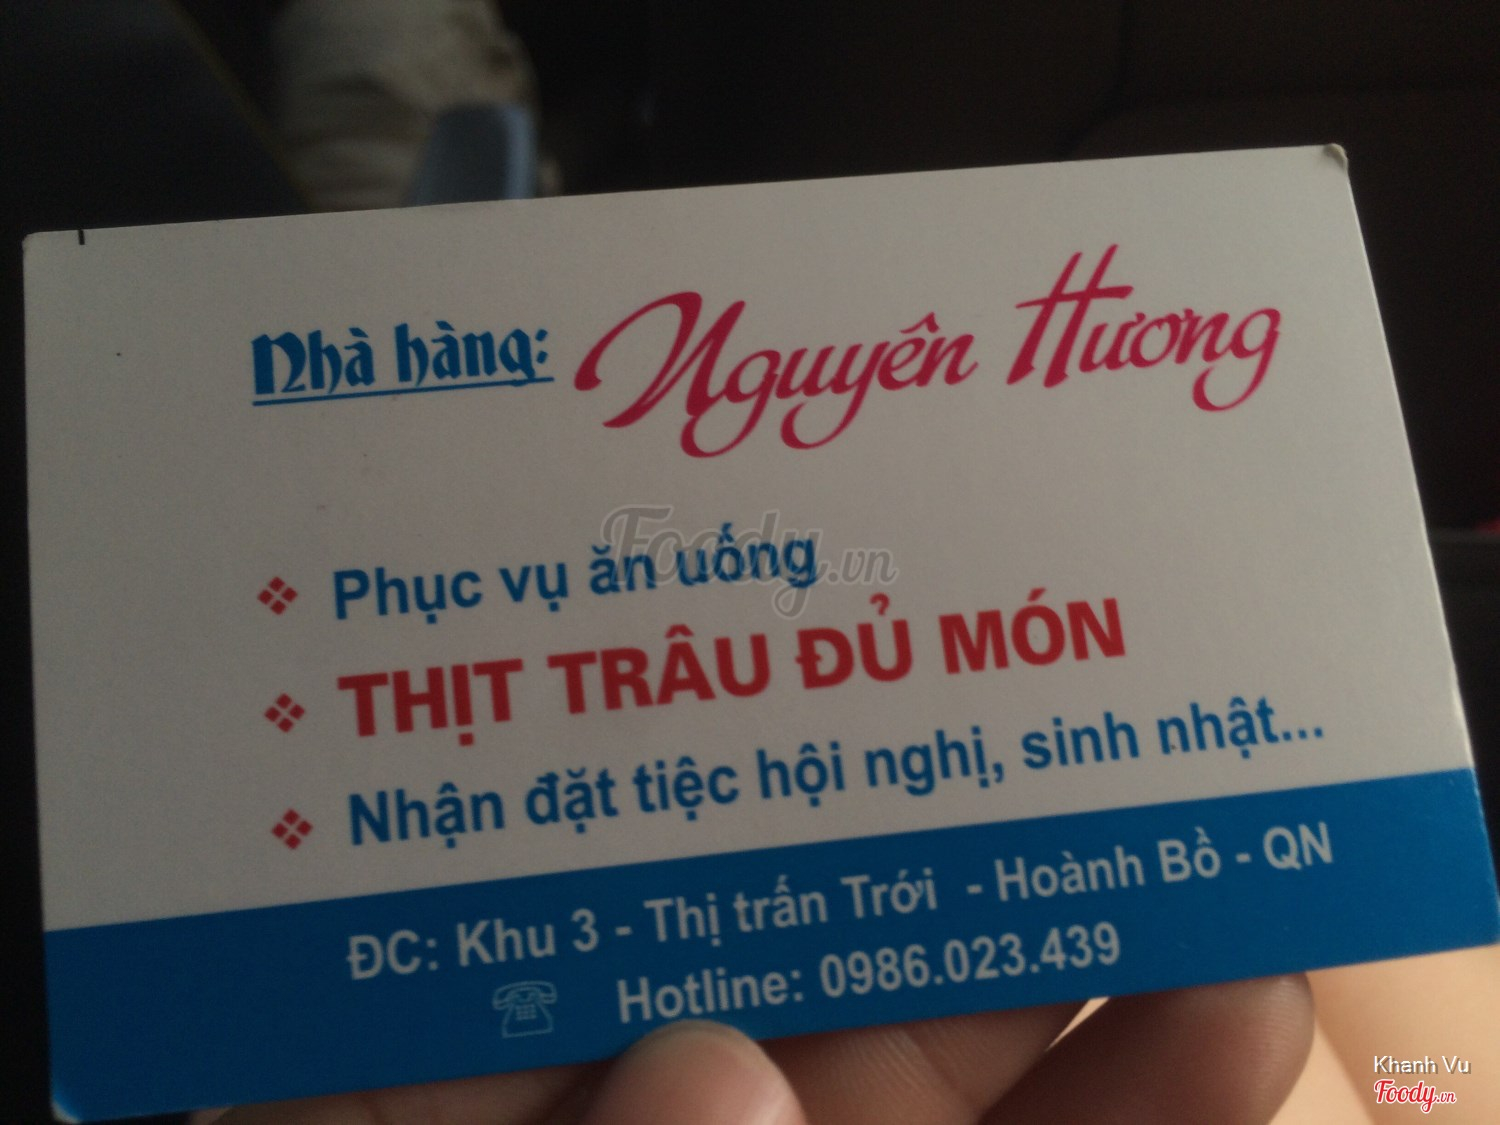 Nhà hàng: Nguyên Hương
Phục vụ ăn uống
THỊT TRÂU ĐỦ MÓN
Nhận đặt tiệc hội nghị, sinh nhật...
ĐC: Khu 3 - Thị trấn Trới - Hoành Bồ - QN
Hotline: 0986.023.439
Foody.vn
Khanh Vu
Foody.vn